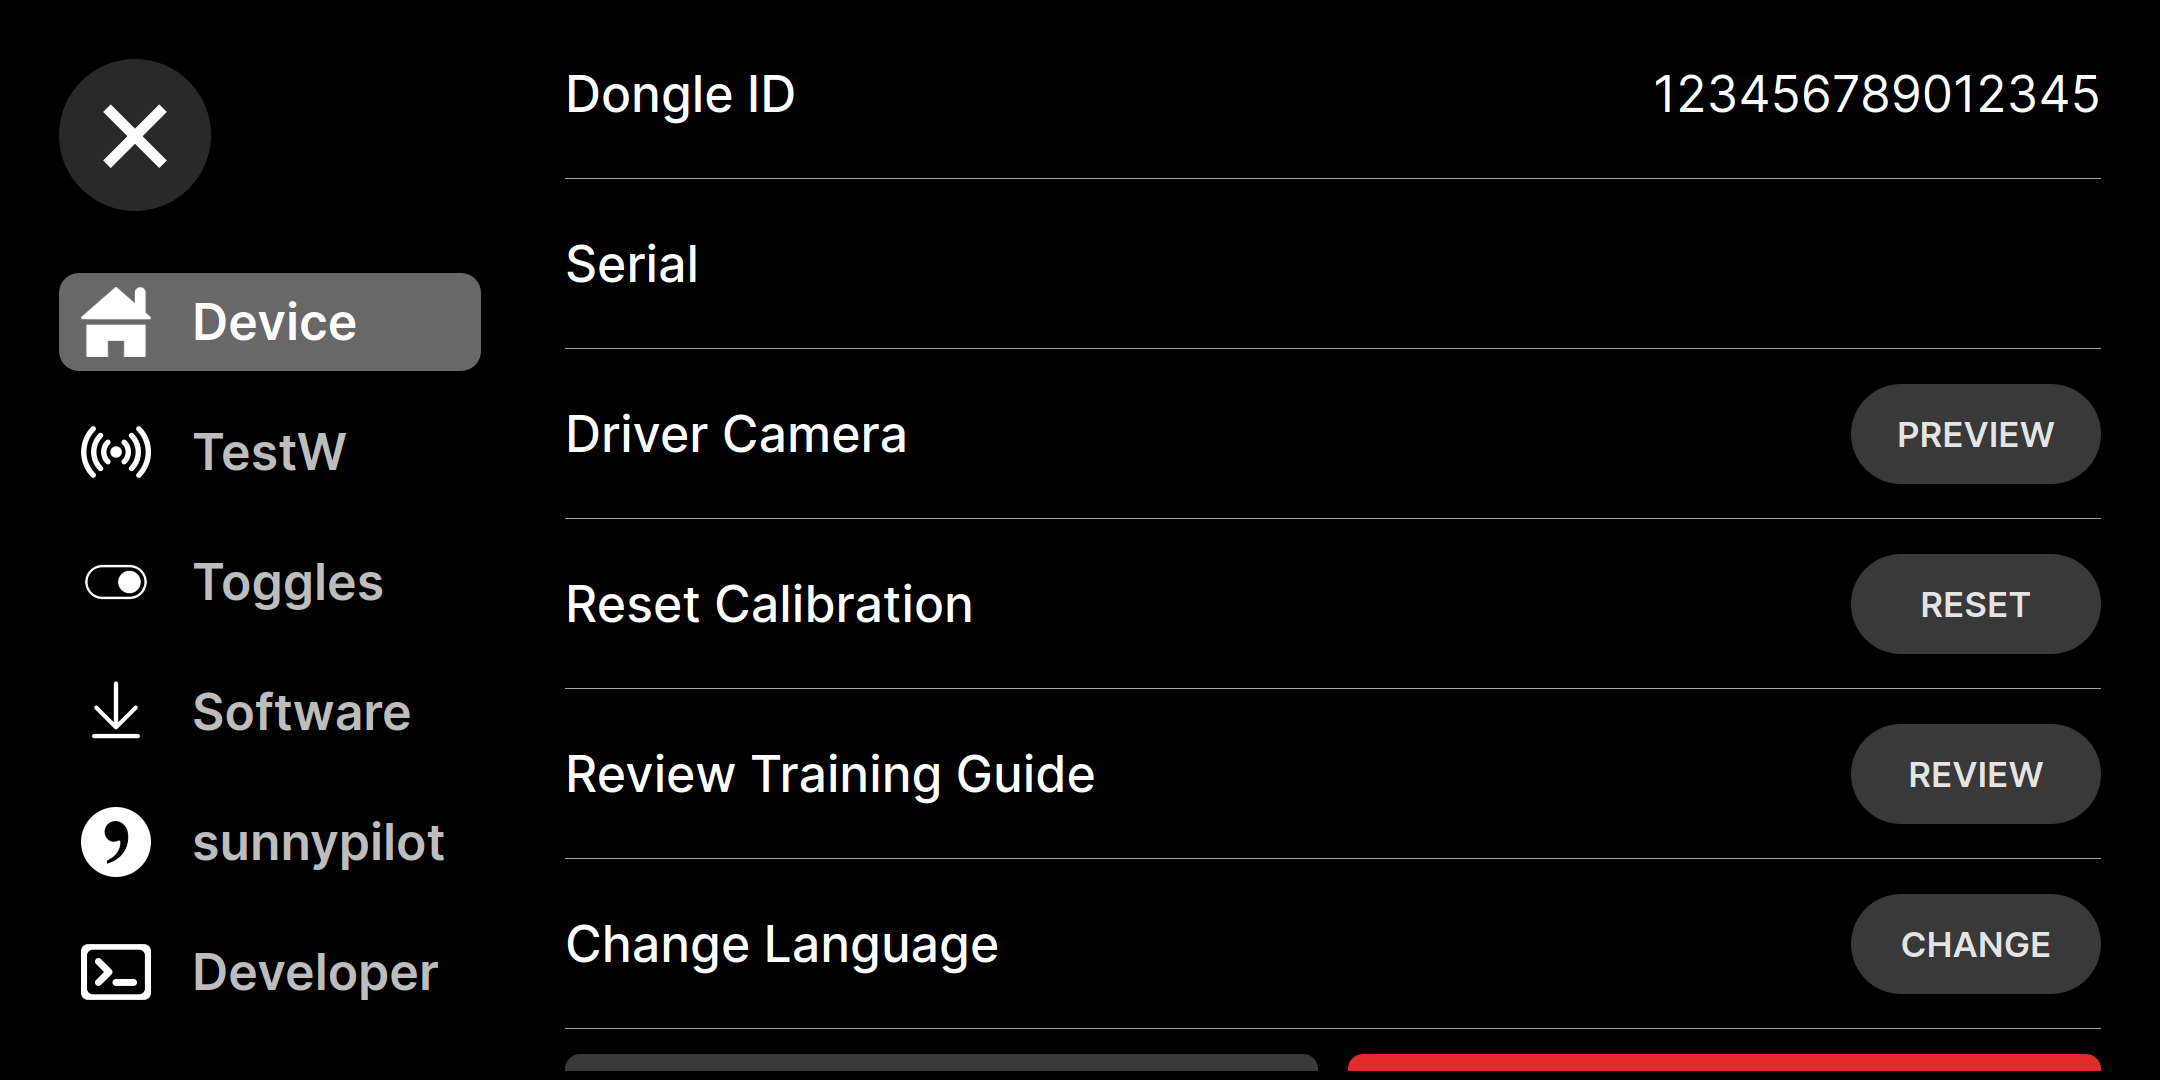 Dongle ID 123456789012345
Serial
Device
Driver Camera PREVIEW
TestW
Toggles
Reset Calibration RESET
Software
Review Training Guide REVIEW
sunnypilot
Change Language CHANGE
Developer